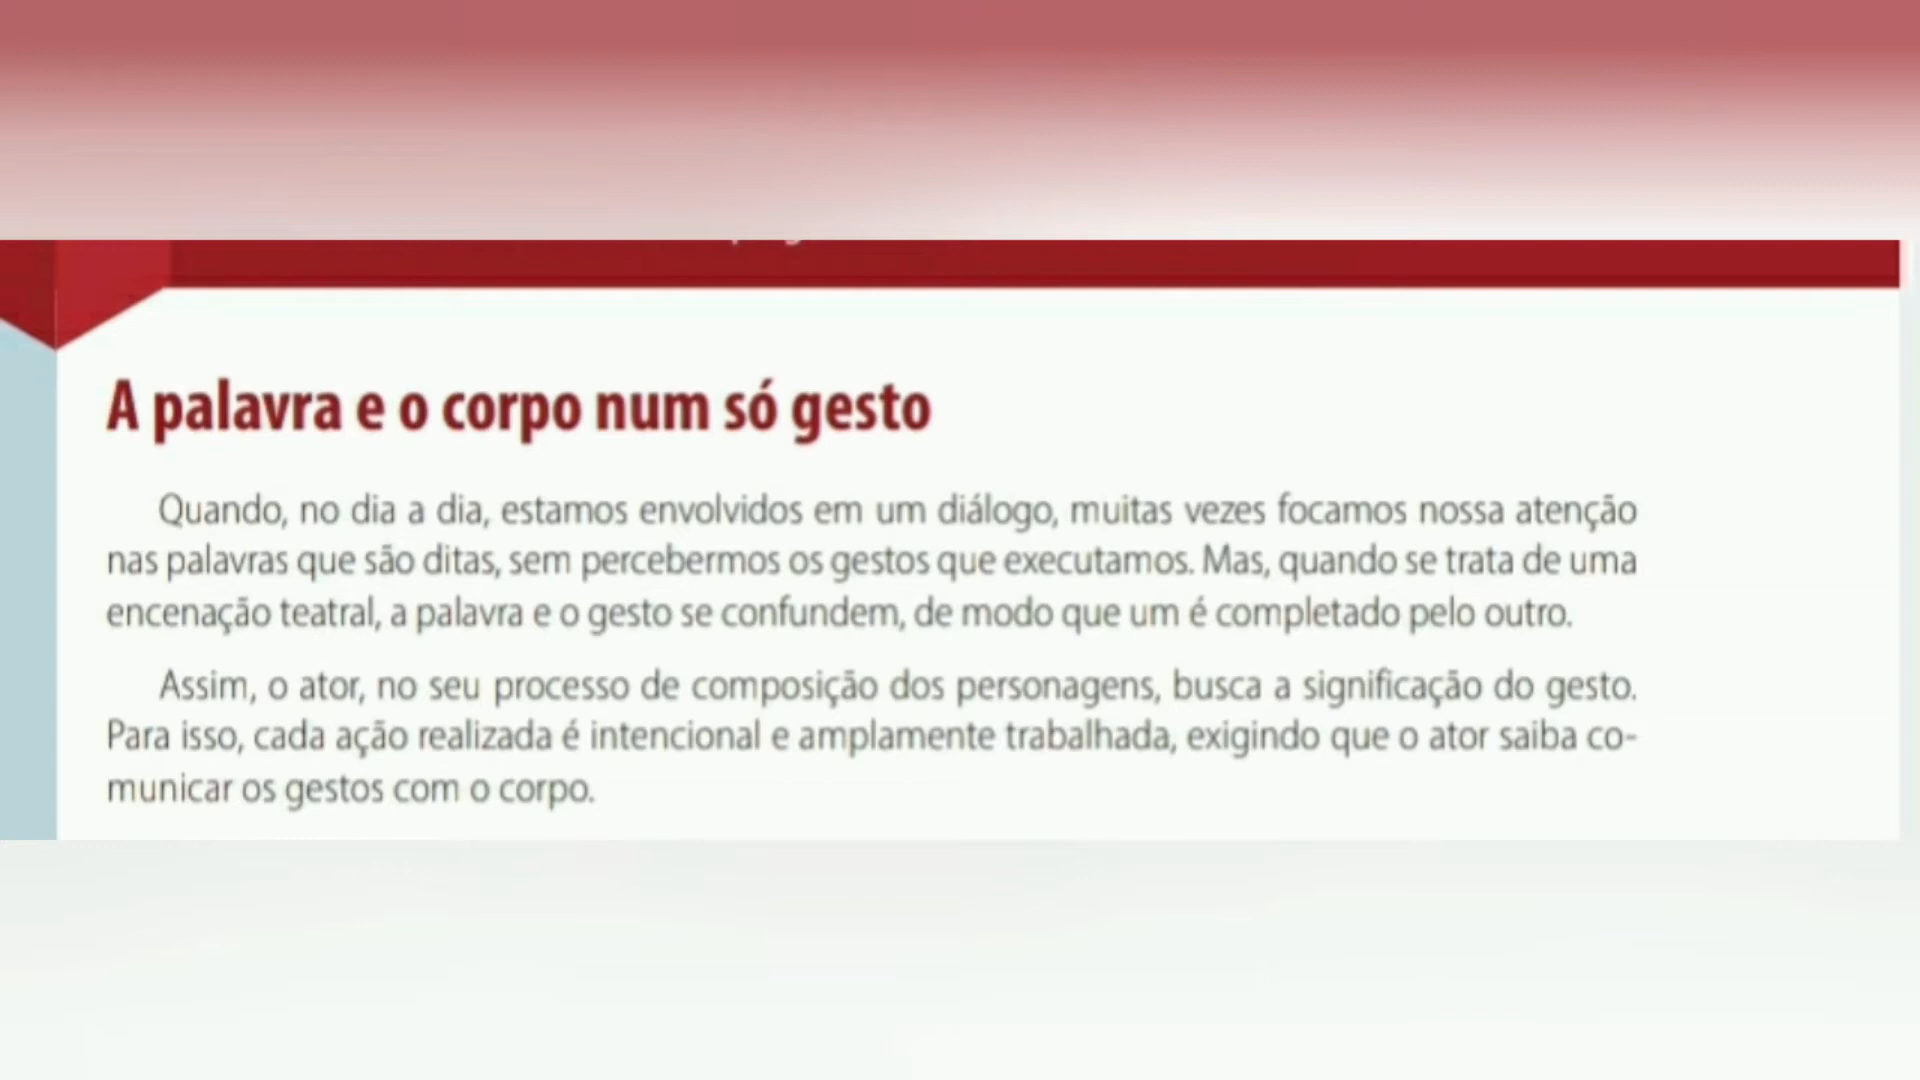 A palavra e o corpo num só gesto
Quando, no dia a dia, estamos envolvidos em um diálogo, muitas vezes focamos nossa atenção
nas palavras que são ditas, sem percebermos os gestos que executamos. Mas, quando se trata de uma
encenação teatral, a palavra e o gesto se confundem, de modo que um é completado pelo outro.
Assim, o ator, no seu processo de composição dos personagens, busca a significação do gesto.
Para isso, cada ação realizada é intencional e amplamente trabalhada, exigindo que o ator saiba co-
municar os gestos com o corpo.